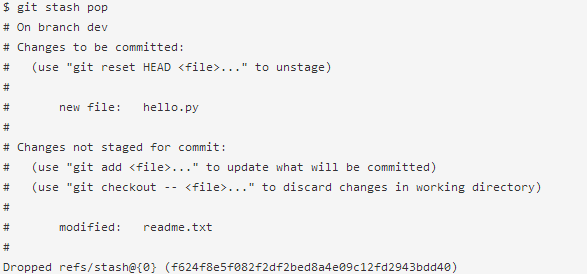 $ git stash pop
# On branch dev
# Changes to be committed:
#   (use "git reset HEAD <file>..." to unstage)
#
#       new file:   hello.py
#
# Changes not staged for commit:
#   (use "git add <file>..." to update what will be committed)
#   (use "git checkout -- <file>..." to discard changes in working directory)
#
#       modified:   readme.txt
#
Dropped refs/stash@{0} (f624f8e5f082f2df2bed8a4e09c12fd2943bdd40)